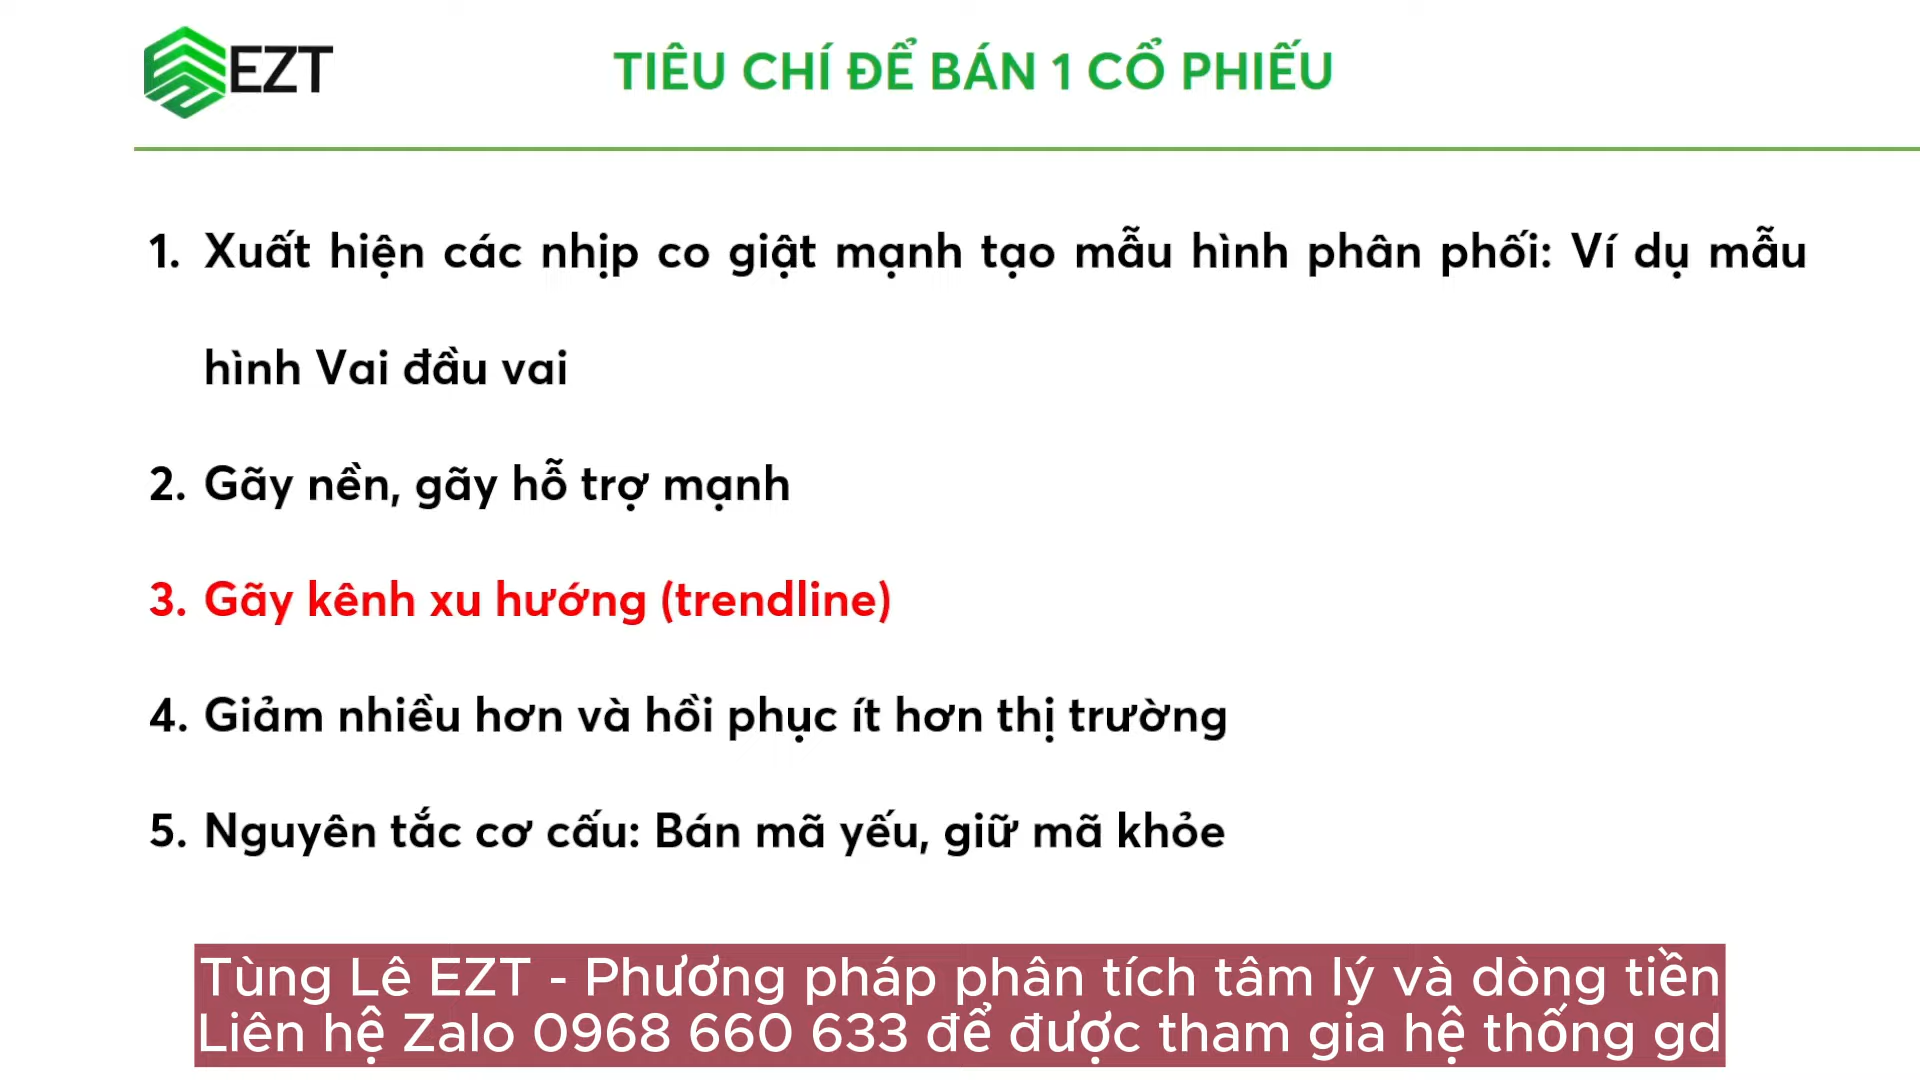 EZT
TIÊU CHÍ ĐỂ BÁN 1 CỔ PHIẾU
1. Xuất hiện các nhịp co giật mạnh tạo mẫu hình phân phối: Ví dụ mẫu
hình Vai đầu vai
2. Gãy nền, gãy hỗ trợ mạnh
3. Gãy kênh xu hướng (trendline)
4. Giảm nhiều hơn và hồi phục ít hơn thị trường
5. Nguyên tắc cơ cấu: Bán mã yếu, giữ mã khỏe
Tùng Lê EZT - Phương pháp phân tích tâm lý và dòng tiền
Liên hệ Zalo 0968 660 633 để được tham gia hệ thống gd